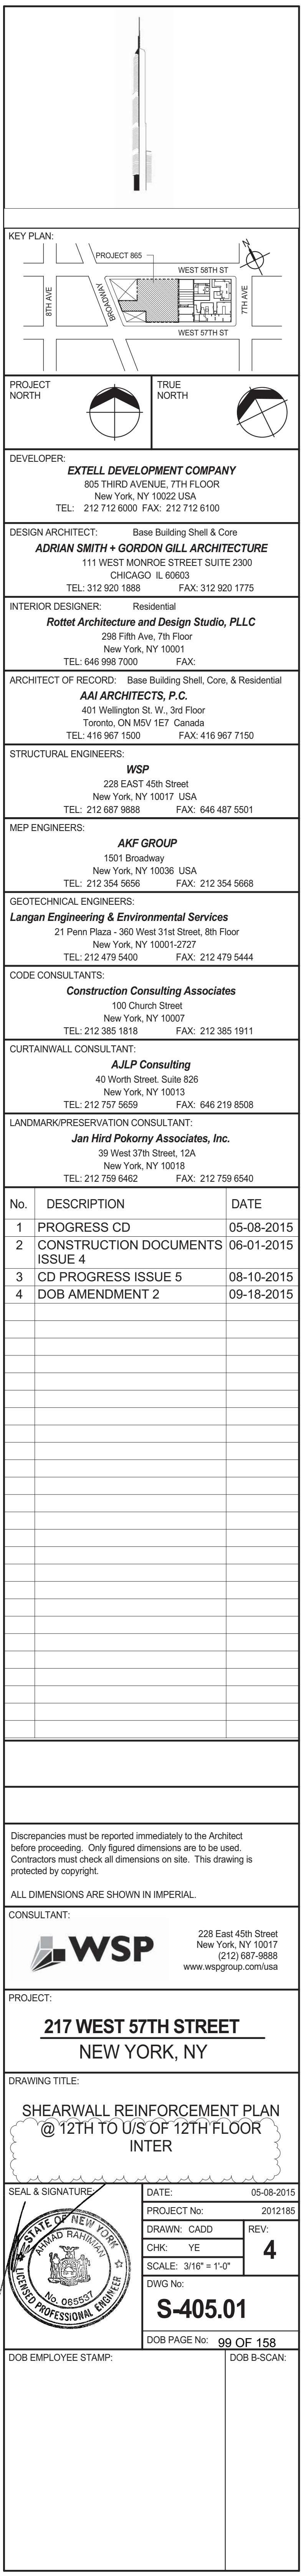 KEY PLAN:
N
PROJECT 865
WEST 58TH ST
8TH AVE
BROADWAY
7TH AVE
WEST 57TH ST
PROJECT
NORTH
TRUE
NORTH
DEVELOPER:
EXTELL DEVELOPMENT COMPANY
805 THIRD AVENUE, 7TH FLOOR
New York, NY 10022 USA
TEL: 212 712 6000 FAX: 212 712 6100
DESIGN ARCHITECT: Base Building Shell & Core
ADRIAN SMITH + GORDON GILL ARCHITECTURE
111 WEST MONROE STREET SUITE 2300
CHICAGO IL 60603
TEL: 312 920 1888 FAX: 312 920 1775
INTERIOR DESIGNER: Residential
Rottet Architecture and Design Studio, PLLC
298 Fifth Ave, 7th Floor
New York, NY 10001
TEL: 646 998 7000 FAX:
ARCHITECT OF RECORD: Base Building Shell, Core, & Residential
AAI ARCHITECTS, P.C.
401 Wellington St. W., 3rd Floor
Toronto, ON M5V 1E7 Canada
TEL: 416 967 1500 FAX: 416 967 7150
STRUCTURAL ENGINEERS:
WSP
228 EAST 45th Street
New York, NY 10017 USA
TEL: 212 687 9888 FAX: 646 487 5501
MEP ENGINEERS:
AKF GROUP
1501 Broadway
New York, NY 10036 USA
TEL: 212 354 5656 FAX: 212 354 5668
GEOTECHNICAL ENGINEERS:
Langan Engineering & Environmental Services
21 Penn Plaza - 360 West 31st Street, 8th Floor
New York, NY 10001-2727
TEL: 212 479 5400 FAX: 212 479 5444
CODE CONSULTANTS:
Construction Consulting Associates
100 Church Street
New York, NY 10007
TEL: 212 385 1818 FAX: 212 385 1911
CURTAINWALL CONSULTANT:
AJLP Consulting
40 Worth Street. Suite 826
New York, NY 10013
TEL: 212 757 5659 FAX: 646 219 8508
LANDMARK/PRESERVATION CONSULTANT:
Jan Hird Pokorny Associates, Inc.
39 West 37th Street, 12A
New York, NY 10018
TEL: 212 759 6462 FAX: 212 759 6540
No. DESCRIPTION DATE
1 PROGRESS CD 05-08-2015
2 CONSTRUCTION DOCUMENTS 06-01-2015
ISSUE 4
3 CD PROGRESS ISSUE 5 08-10-2015
4 DOB AMENDMENT 2 09-18-2015
Discrepancies must be reported immediately to the Architect
before proceeding. Only figured dimensions are to be used.
Contractors must check all dimensions on site. This drawing is
protected by copyright.
ALL DIMENSIONS ARE SHOWN IN IMPERIAL.
CONSULTANT:
WSP
228 East 45th Street
New York, NY 10017
(212) 687-9888
www.wspgroup.com/usa
PROJECT:
217 WEST 57TH STREET
NEW YORK, NY
DRAWING TITLE:
SHEARWALL REINFORCEMENT PLAN
@ 12TH TO U/S OF 12TH FLOOR
INTER
SEAL & SIGNATURE:
STATE OF NEW YORK
AHMAD RAHIMIAN
No. 065537
LICENSED PROFESSIONAL ENGINEER
DATE: 05-08-2015
PROJECT No: 2012185
DRAWN: CADD
CHK: YE
SCALE: 3/16" = 1'-0"
REV:
4
DWG No:
S-405.01
DOB PAGE No: 99 OF 158
DOB EMPLOYEE STAMP:
DOB B-SCAN: